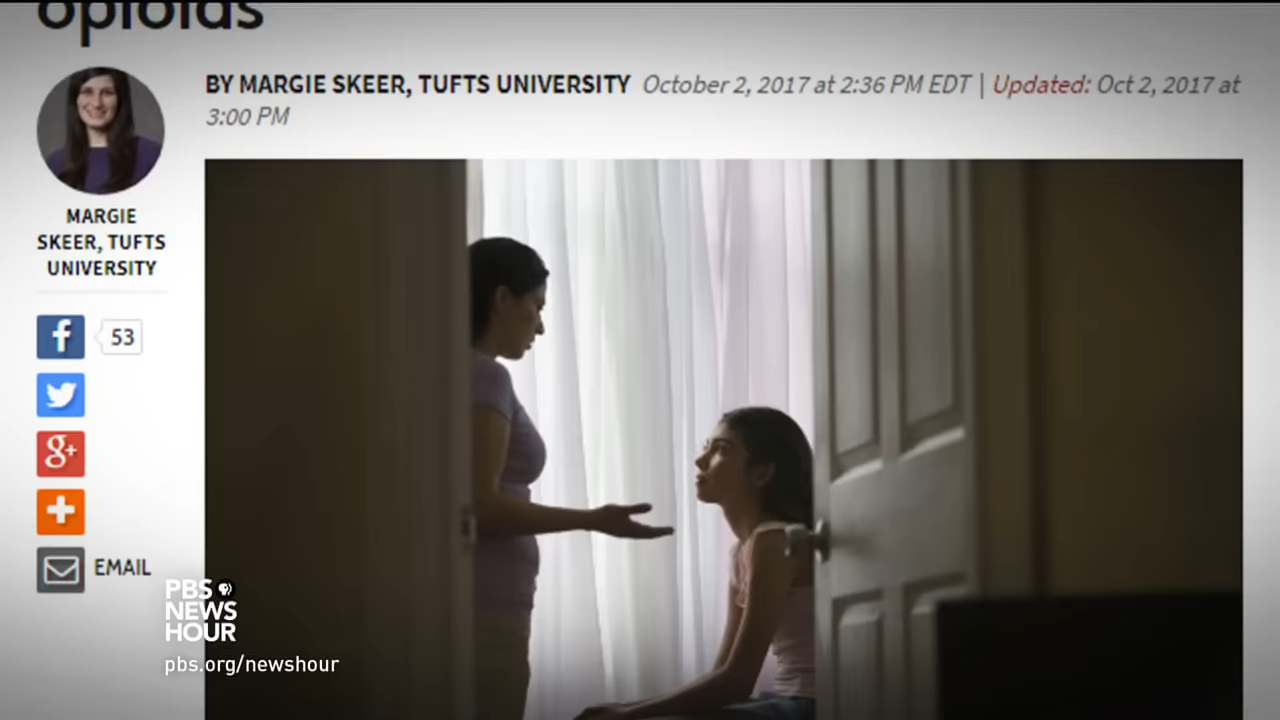 opioids
BY MARGIE SKEER, TUFTS UNIVERSITY October 2, 2017 at 2:36 PM EDT | Updated: Oct 2, 2017 at
3:00 PM
MARGIE
SKEER, TUFTS
UNIVERSITY
f 53
g+
EMAIL
PBS
NEWS
HOUR
pbs.org/newshour